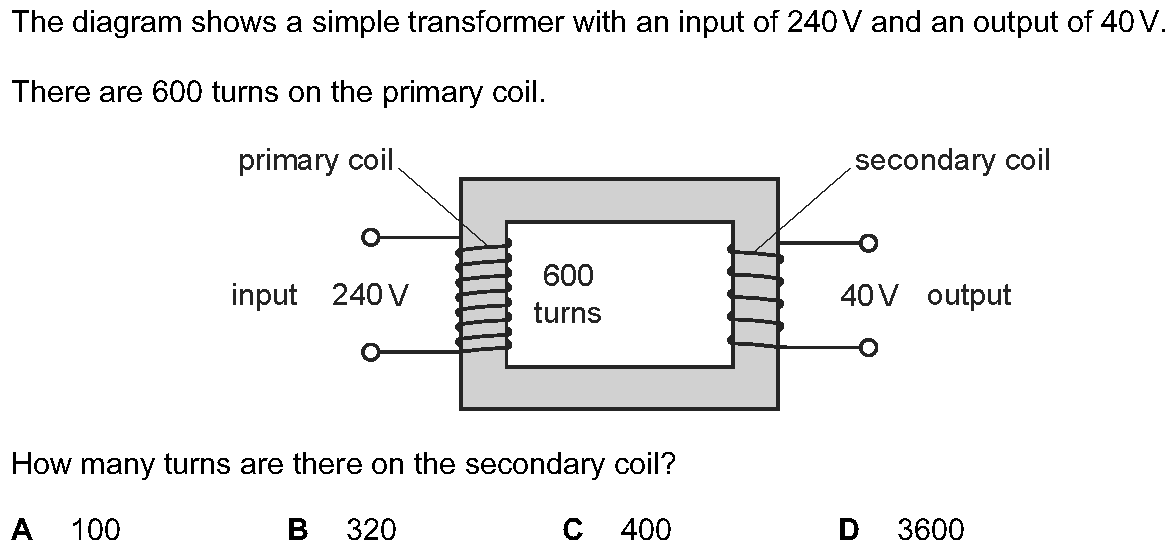 The diagram shows a simple transformer with an input of 240 V and an output of 40 V.
There are 600 turns on the primary coil.
primary coil
secondary coil
600
turns
input 240 V
40 V output
How many turns are there on the secondary coil?
A 100 B 320 C 400 D 3600